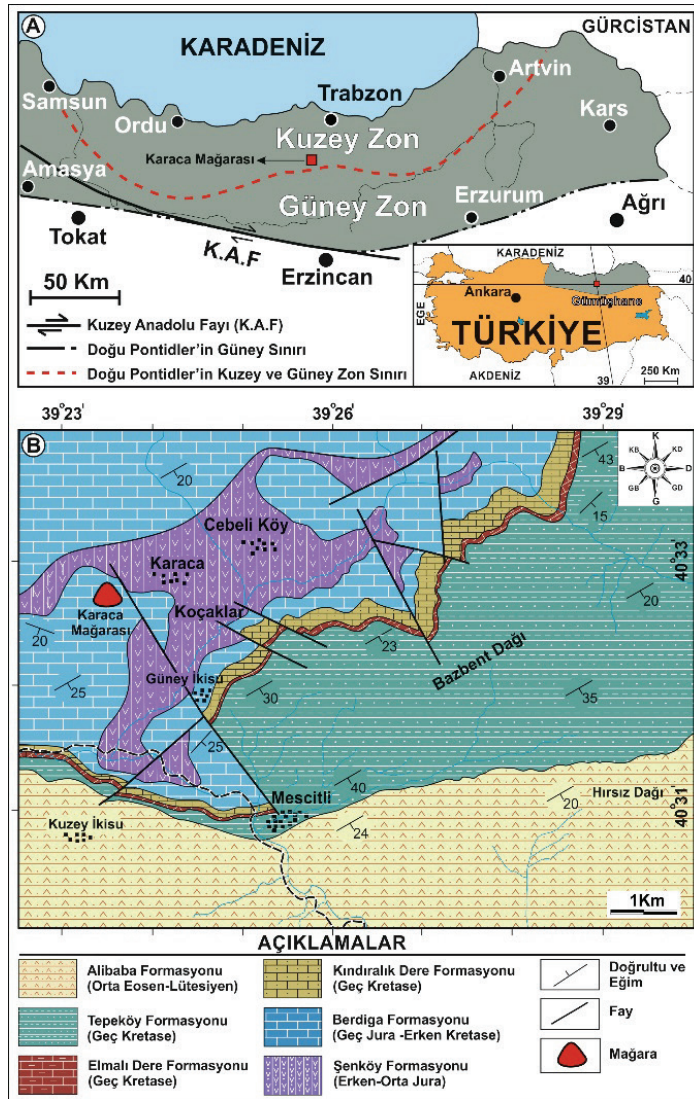 A
KARADENİZ
GÜRCİSTAN
Samsun
Ordu
Trabzon
Artvin
Kars
Kuzey Zon
Karaca Mağarası
Amasya
Güney Zon
Erzurum
Ağrı
Tokat
K.A.F
Erzincan
50 Km
Kuzey Anadolu Fayı (K.A.F)
Doğu Pontidler'in Güney Sınırı
Doğu Pontidler'in Kuzey ve Güney Zon Sınırı
KARADENİZ
40
Ankara
Gümüşhane
EGE
TÜRKİYE
AKDENİZ
39
250 Km
39°23'
39°26'
39°29'
B
K
KB
KD
B
D
GB
GD
G
43
20
15
Cebeli Köy
Karaca
40°33'
Karaca
Mağarası
Koçaklar
20
20
23
Bazbent Dağı
Güney İkisu
25
30
35
25
40
Hırsız Dağı
20
40°31'
Mescitli
Kuzey İkisu
24
1Km
AÇIKLAMALAR
Alibaba Formasyonu
(Orta Eosen-Lütesiyen)
Tepeköy Formasyonu
(Geç Kretase)
Elmalı Dere Formasyonu
(Geç Kretase)
Kındıralık Dere Formasyonu
(Geç Kretase)
Berdiga Formasyonu
(Geç Jura -Erken Kretase)
Şenköy Formasyonu
(Erken-Orta Jura)
Doğrultu ve
Eğim
Fay
Mağara